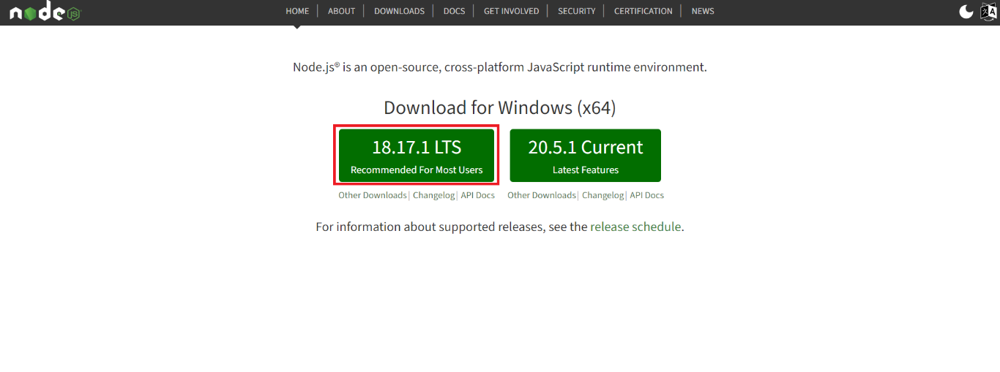 node JS
HOME | ABOUT | DOWNLOADS | DOCS | GET INVOLVED | SECURITY | CERTIFICATION | NEWS
Node.js® is an open-source, cross-platform JavaScript runtime environment.
Download for Windows (x64)
18.17.1 LTS
Recommended For Most Users
20.5.1 Current
Latest Features
Other Downloads | Changelog | API Docs
Other Downloads | Changelog | API Docs
For information about supported releases, see the release schedule.